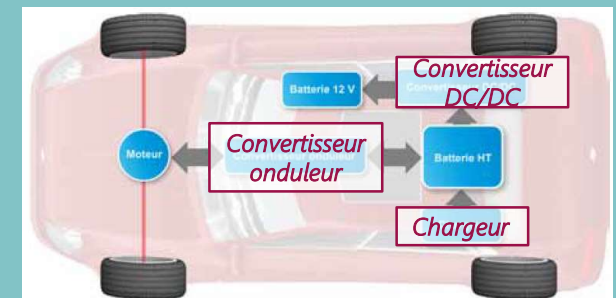 Convertisseur
DC/DC
Batterie 12 V
Moteur
Convertisseur
onduleur
Batterie HT
Chargeur